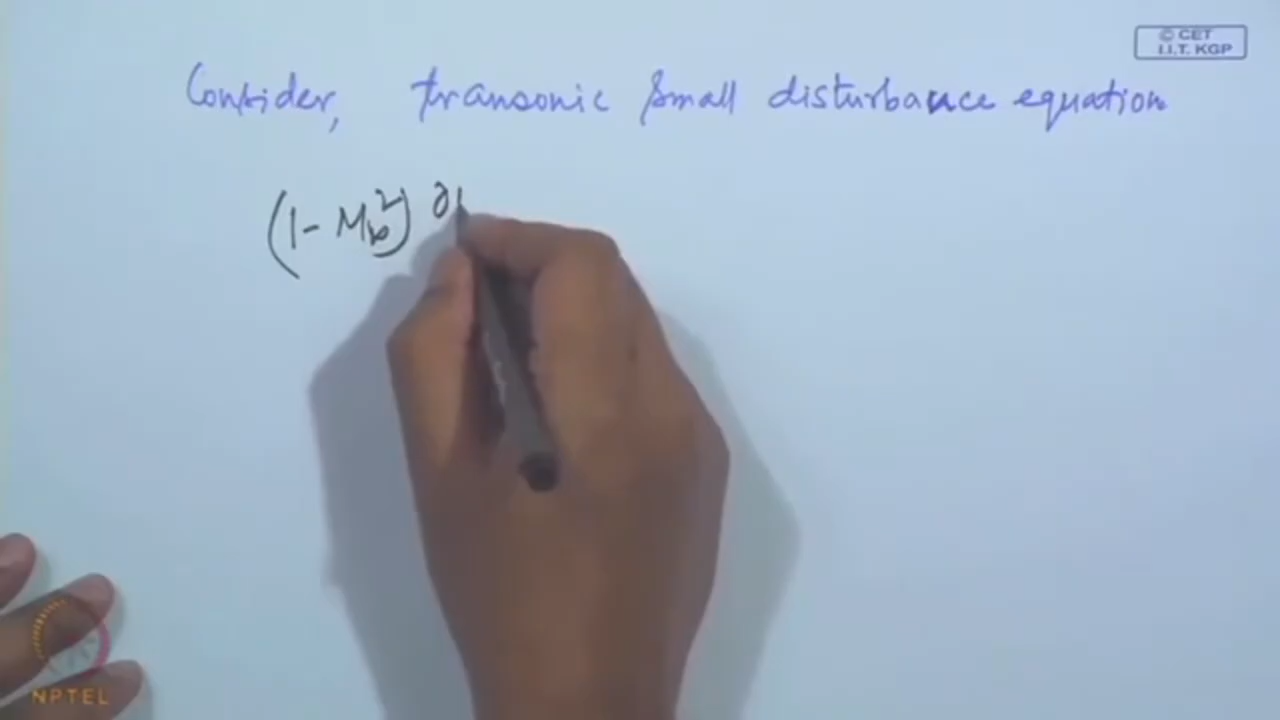 © CET
I.I.T. KGP
Consider, transonic small disturbance equation
(1 - M∞²) ∂
NPTEL